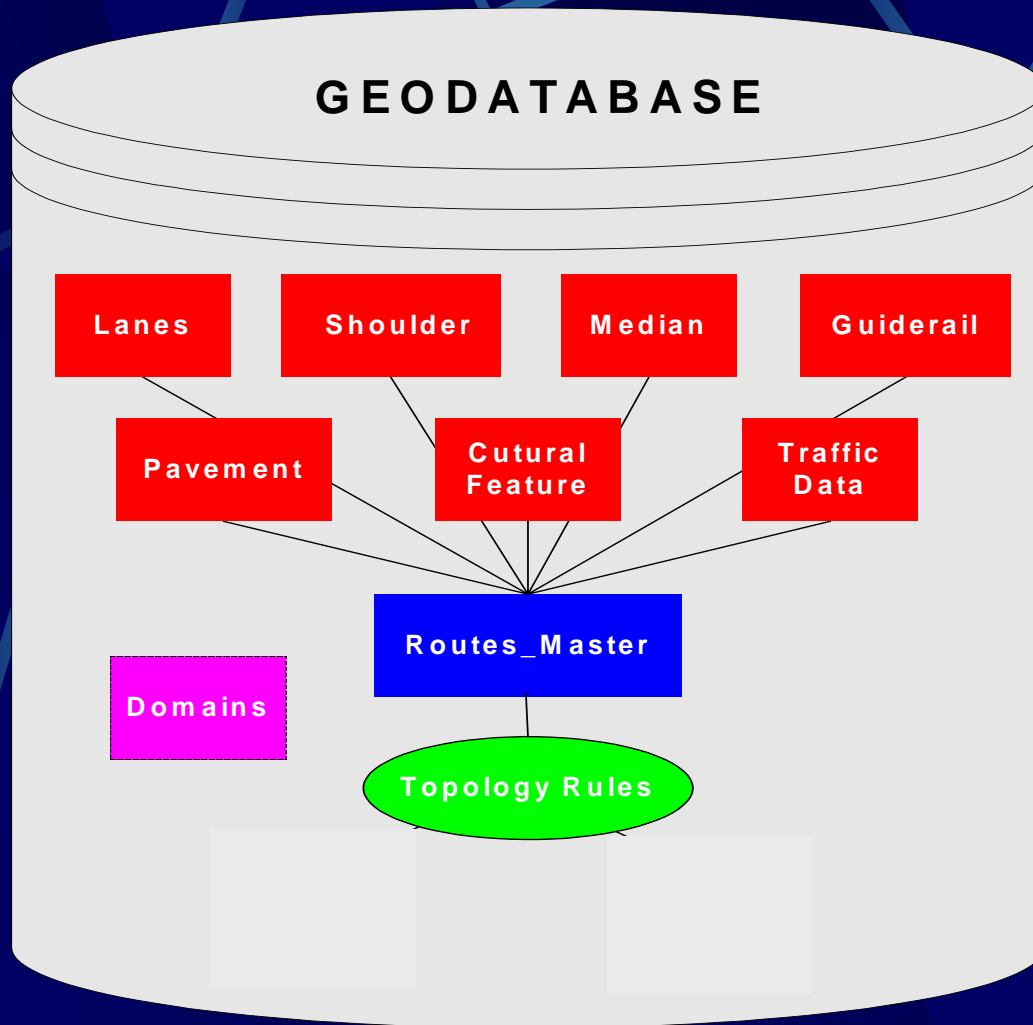 GEODATABASE
Lanes
Shoulder
Median
Guiderail
Pavement
Cutural
Feature
Traffic
Data
Routes_Master
Domains
Topology Rules